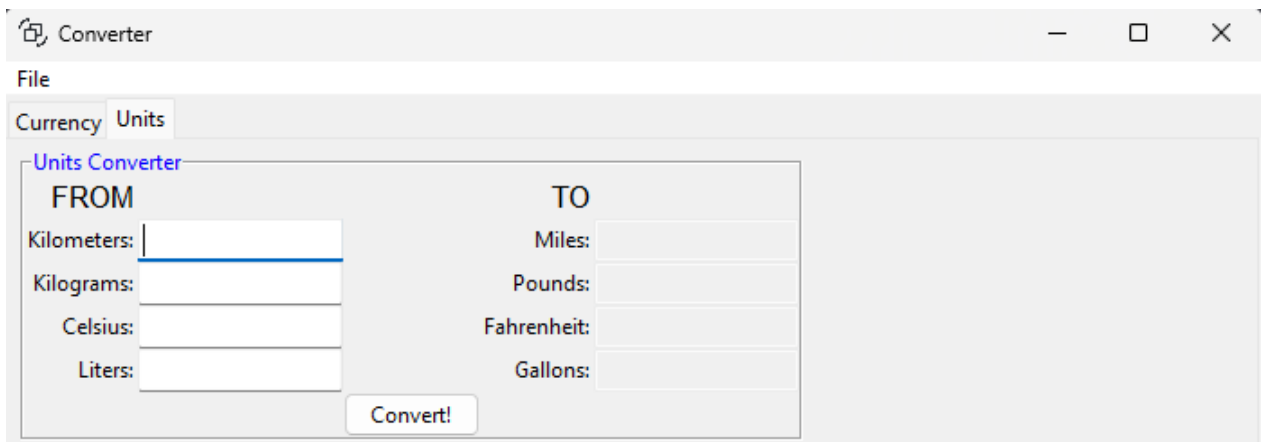 Converter
File
Currency Units
Units Converter
FROM TO
Kilometers: Miles:
Kilograms: Pounds:
Celsius: Fahrenheit:
Liters: Gallons:
Convert!